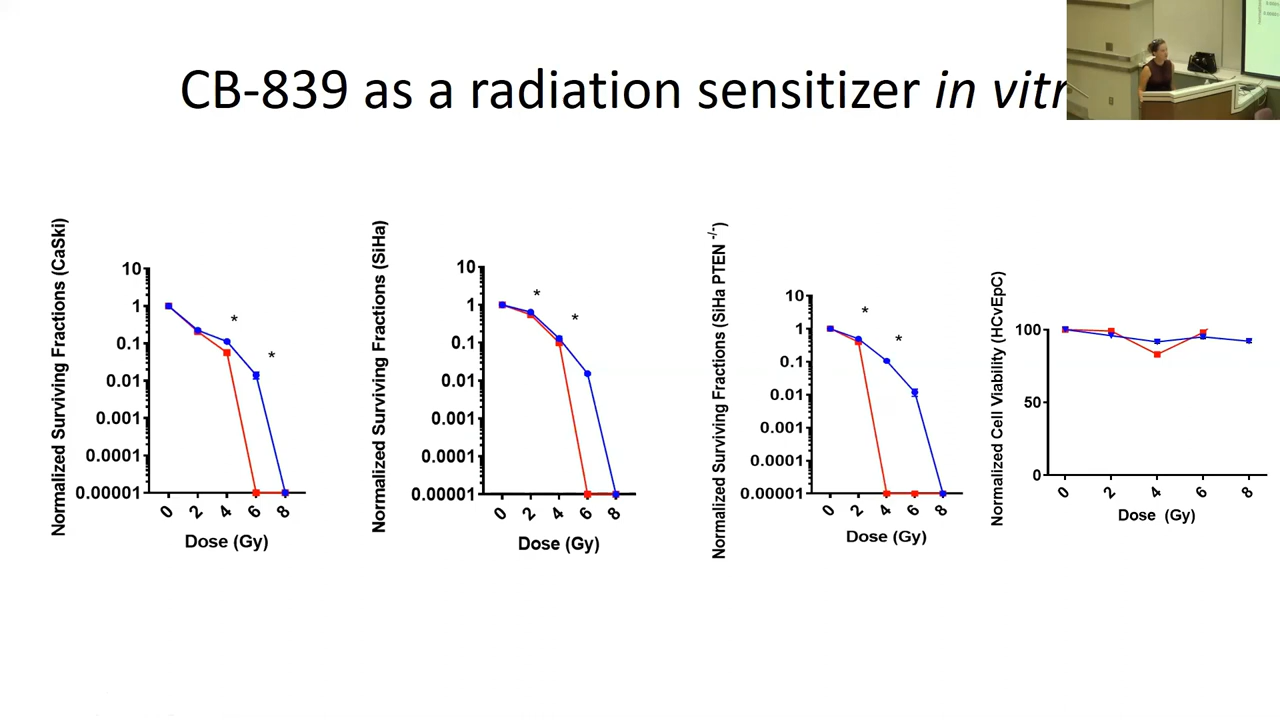 CB-839 as a radiation sensitizer in vitr
Normalized Surviving Fractions (CaSki)
10
1
0.1
0.01
0.001
0.0001
0.00001
0 2 4 6 8
Dose (Gy)
*
*
Normalized Surviving Fractions (SiHa)
10
1
0.1
0.01
0.001
0.0001
0.00001
0 2 4 6 8
Dose (Gy)
*
*
Normalized Surviving Fractions (SiHa PTEN -/-)
10
1
0.1
0.01
0.001
0.0001
0.00001
0 2 4 6 8
Dose (Gy)
*
*
Normalized Cell Viability (HCvEpC)
100
50
0
0 2 4 6 8
Dose (Gy)